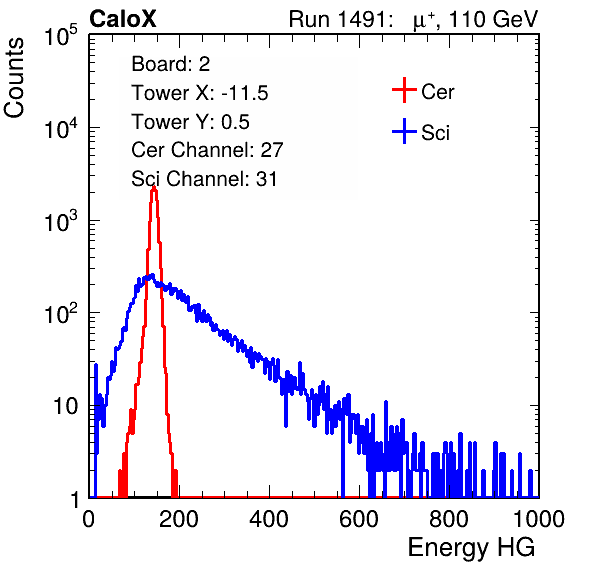 CaloX Run 1491: μ⁺, 110 GeV
Counts
10⁵
10⁴
10³
10²
10
1
Board: 2
Tower X: -11.5
Tower Y: 0.5
Cer Channel: 27
Sci Channel: 31
Cer
Sci
0 200 400 600 800 1000
Energy HG